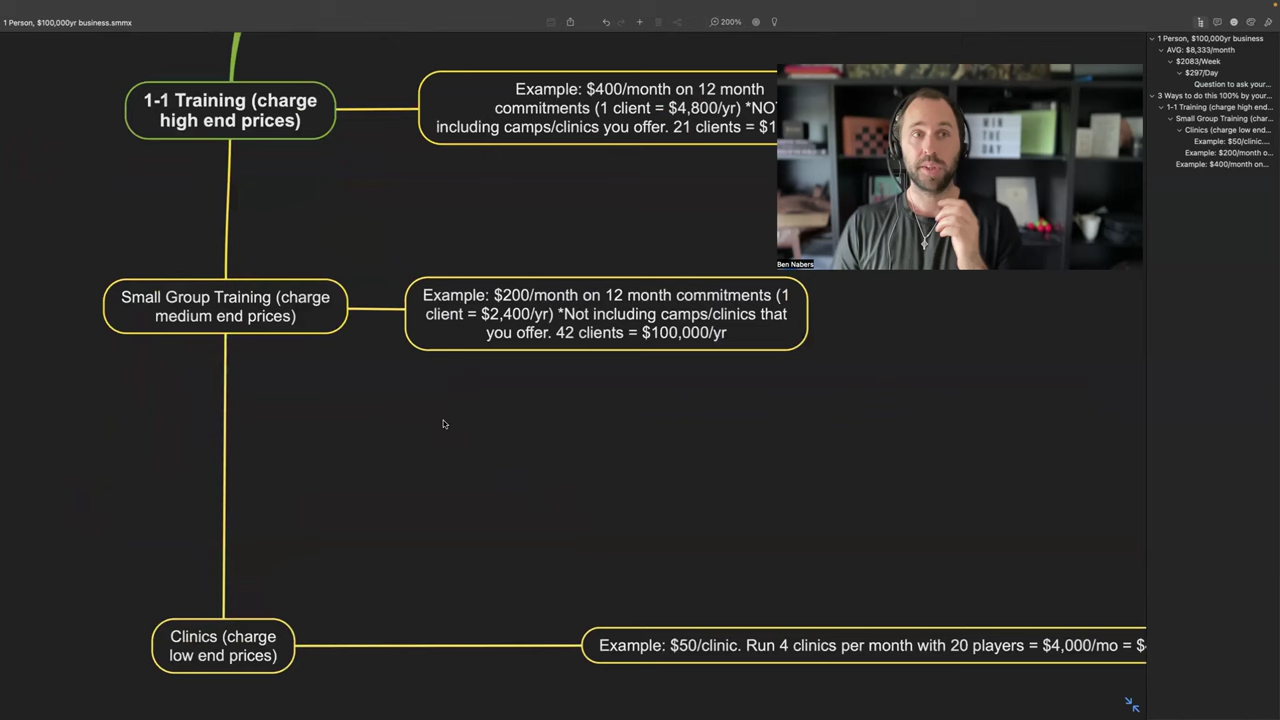 1 Person, $100,000yr business.smmx
200%
1-1 Training (charge
high end prices)
Example: $400/month on 12 month
commitments (1 client = $4,800/yr) *NO
including camps/clinics you offer. 21 clients = $1
WIN
THE
DAY
Ben Nabers
Small Group Training (charge
medium end prices)
Example: $200/month on 12 month commitments (1
client = $2,400/yr) *Not including camps/clinics that
you offer. 42 clients = $100,000/yr
Clinics (charge
low end prices)
Example: $50/clinic. Run 4 clinics per month with 20 players = $4,000/mo = $
1 Person, $100,000yr business
AVG: $8,333/month
$2083/Week
$297/Day
Question to ask your...
3 Ways to do this 100% by your...
1-1 Training (charge high end...
Small Group Training (char...
Clinics (charge low end...
Example: $50/clinic....
Example: $200/month o...
Example: $400/month on...